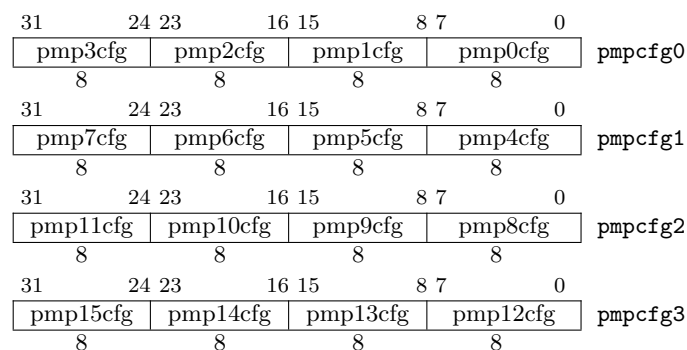 31 24 23 16 15 8 7 0
pmp3cfg pmp2cfg pmp1cfg pmp0cfg pmpcfg0
8 8 8 8
31 24 23 16 15 8 7 0
pmp7cfg pmp6cfg pmp5cfg pmp4cfg pmpcfg1
8 8 8 8
31 24 23 16 15 8 7 0
pmp11cfg pmp10cfg pmp9cfg pmp8cfg pmpcfg2
8 8 8 8
31 24 23 16 15 8 7 0
pmp15cfg pmp14cfg pmp13cfg pmp12cfg pmpcfg3
8 8 8 8